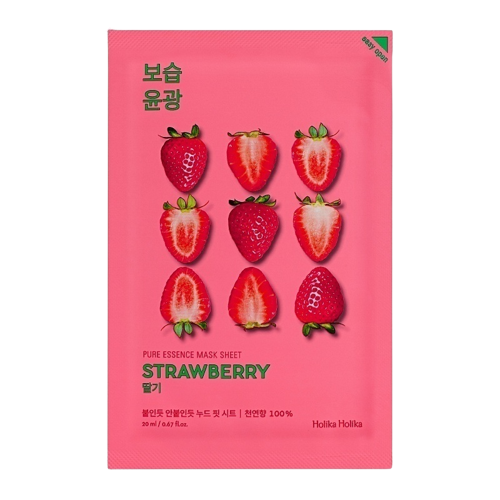 easy open
보습
윤광
PURE ESSENCE MASK SHEET
STRAWBERRY
딸기
붙인듯 안붙인듯 누드 핏 시트 | 천연향 100%
20 ml / 0.67 fl.oz.
Holika Holika